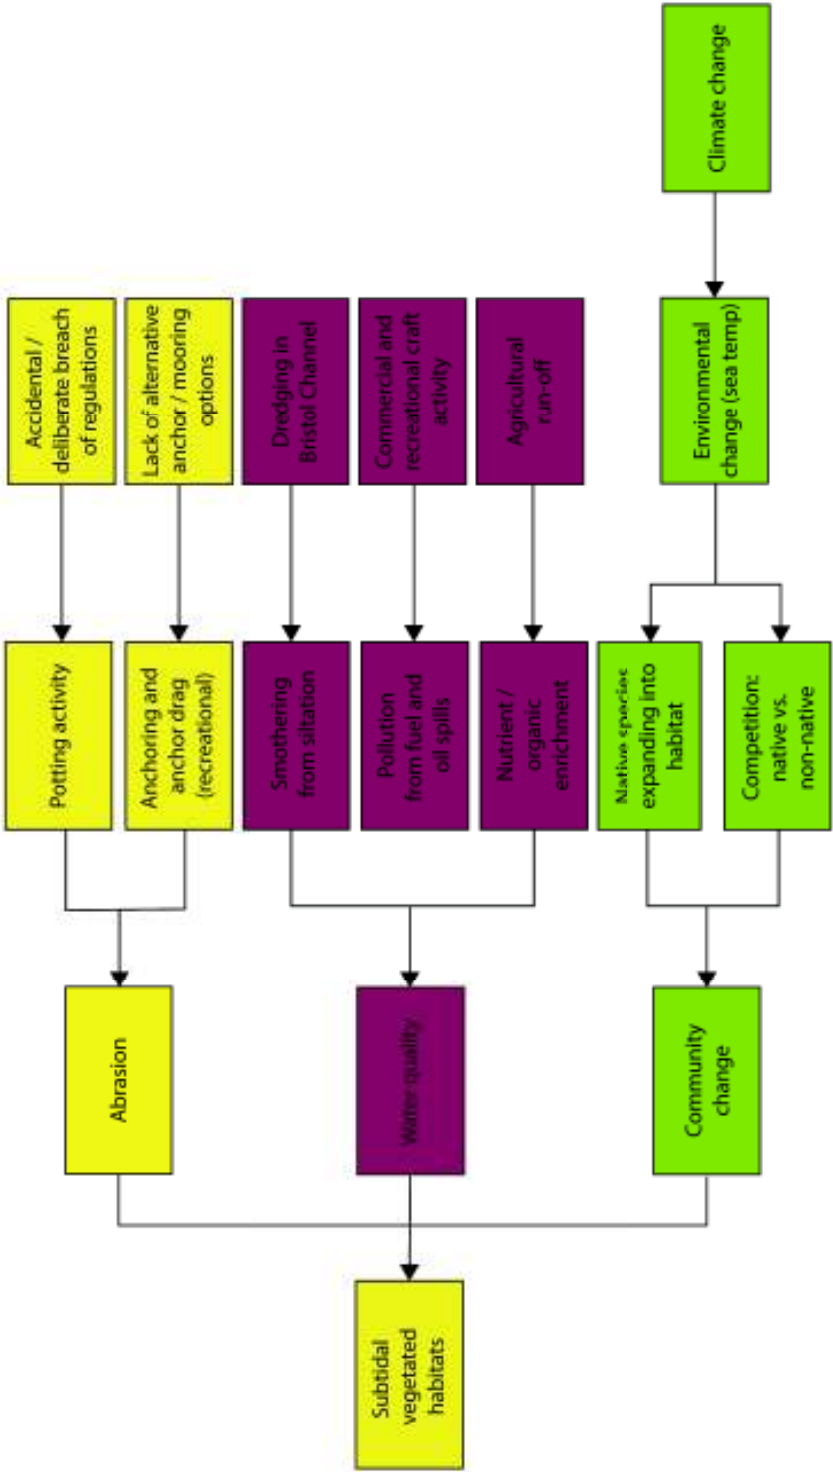 Climate change
Accidental /
deliberate breach
of regulations
Lack of alternative
anchor / mooring
options
Dredging in
Bristol Channel
Commercial and
recreational craft
activity
Agricultural
run-off
Environmental
change (sea temp)
Potting activity
Anchoring and
anchor drag
(recreational)
Smothering
from siltation
Pollution
from fuel and
oil spills
Nutrient /
organic
enrichment
Native species
expanding into
habitat
Competition:
native vs.
non-native
Abrasion
Water quality
Community
change
Subtidal
vegetated
habitats